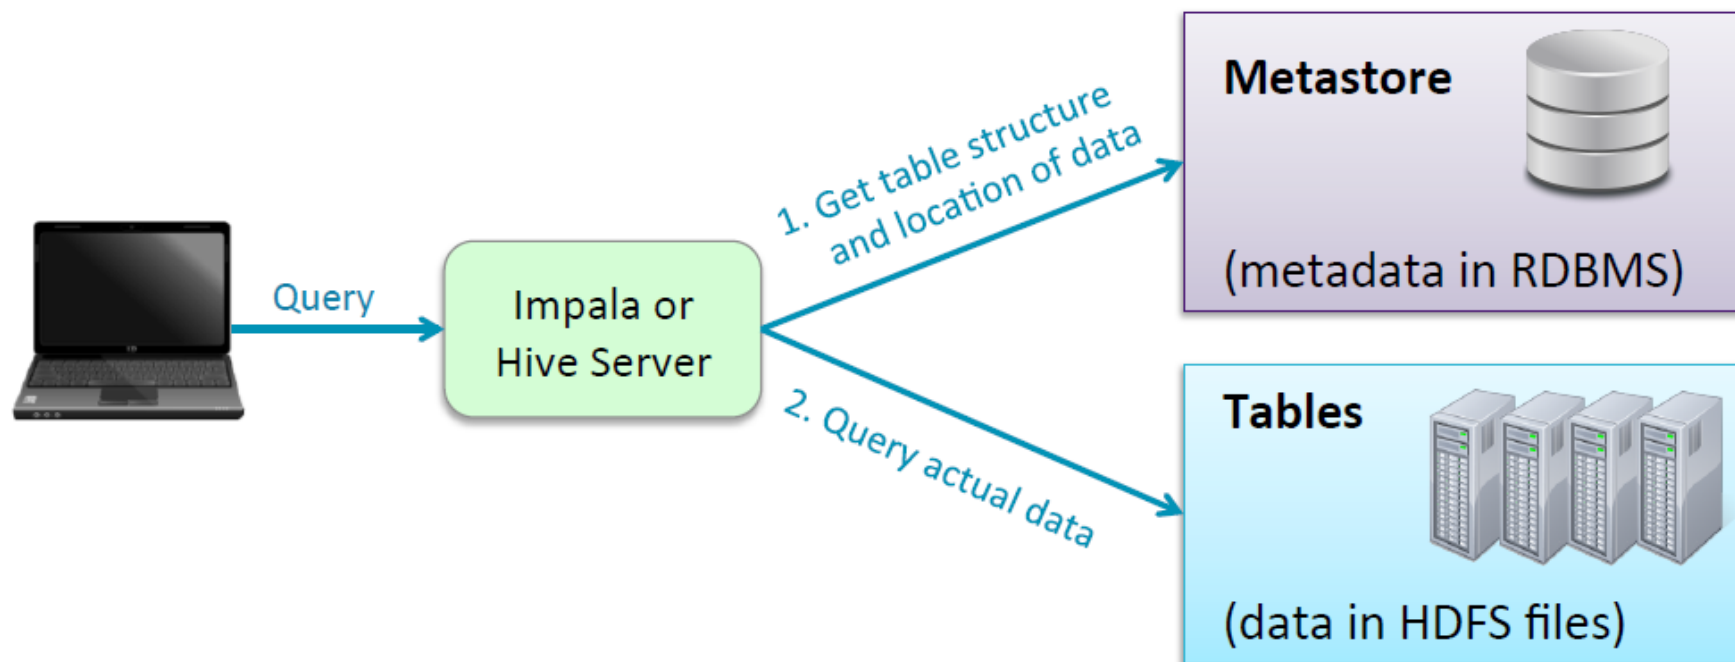 Query
Impala or
Hive Server
1. Get table structure
and location of data
2. Query actual data
Metastore
(metadata in RDBMS)
Tables
(data in HDFS files)